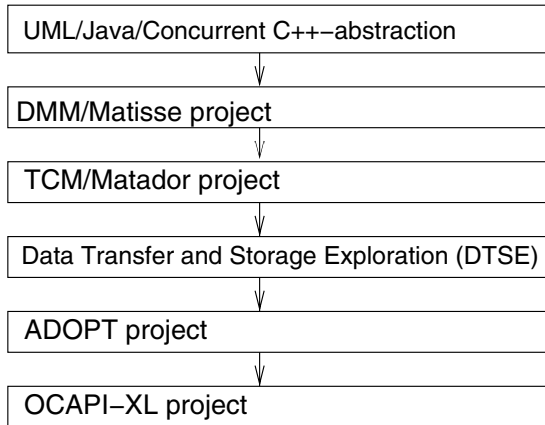 UML/Java/Concurrent C++−abstraction
DMM/Matisse project
TCM/Matador project
Data Transfer and Storage Exploration (DTSE)
ADOPT project
OCAPI−XL project